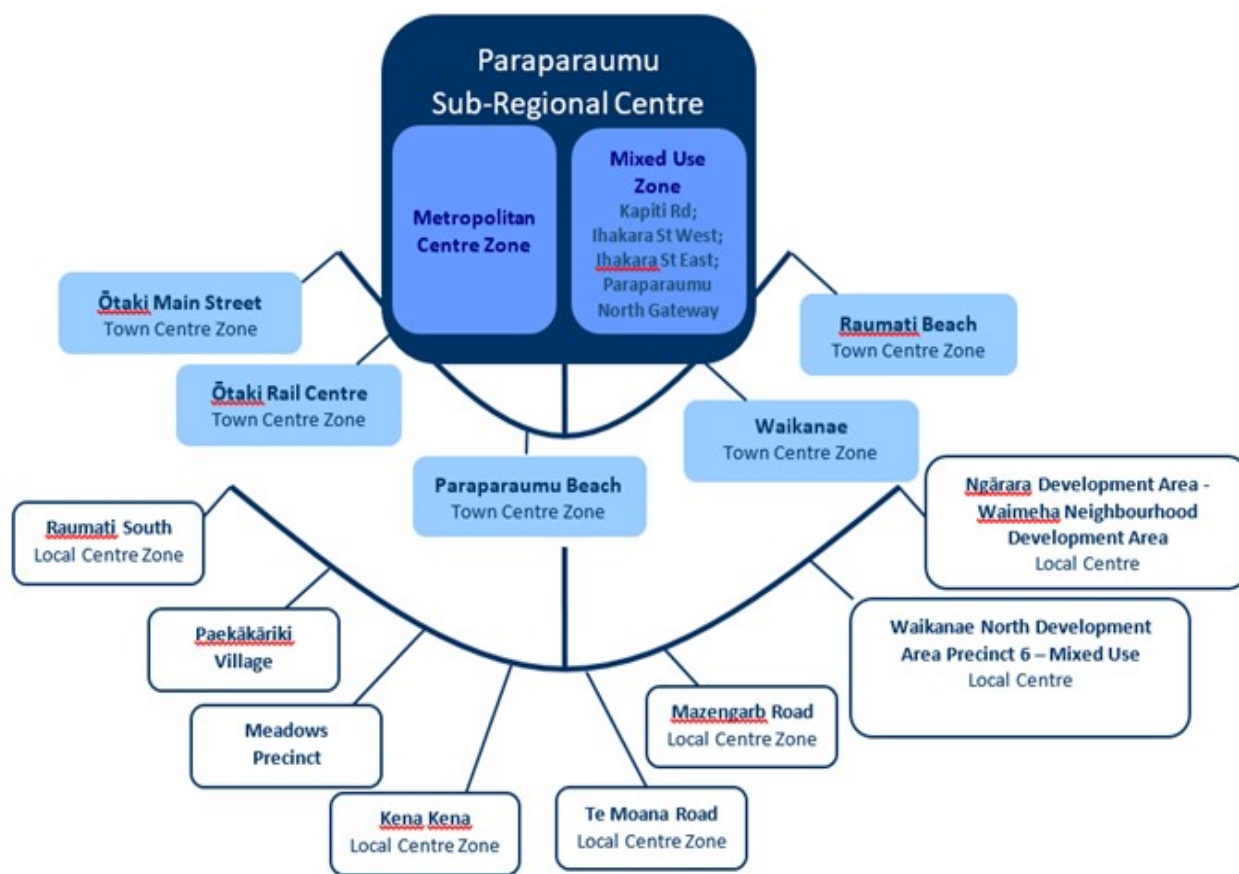 Paraparaumu
Sub-Regional Centre
Metropolitan
Centre Zone
Mixed Use
Zone
Kapiti Rd;
Ihakara St West;
Ihakara St East;
Paraparaumu
North Gateway
Ōtaki Main Street
Town Centre Zone
Raumati Beach
Town Centre Zone
Ōtaki Rail Centre
Town Centre Zone
Waikanae
Town Centre Zone
Paraparaumu Beach
Town Centre Zone
Raumati South
Local Centre Zone
Ngārara Development Area -
Waimeha Neighbourhood
Development Area
Local Centre
Paekākāriki
Village
Waikanae North Development
Area Precinct 6 – Mixed Use
Local Centre
Meadows
Precinct
Mazengarb Road
Local Centre Zone
Kena Kena
Local Centre Zone
Te Moana Road
Local Centre Zone